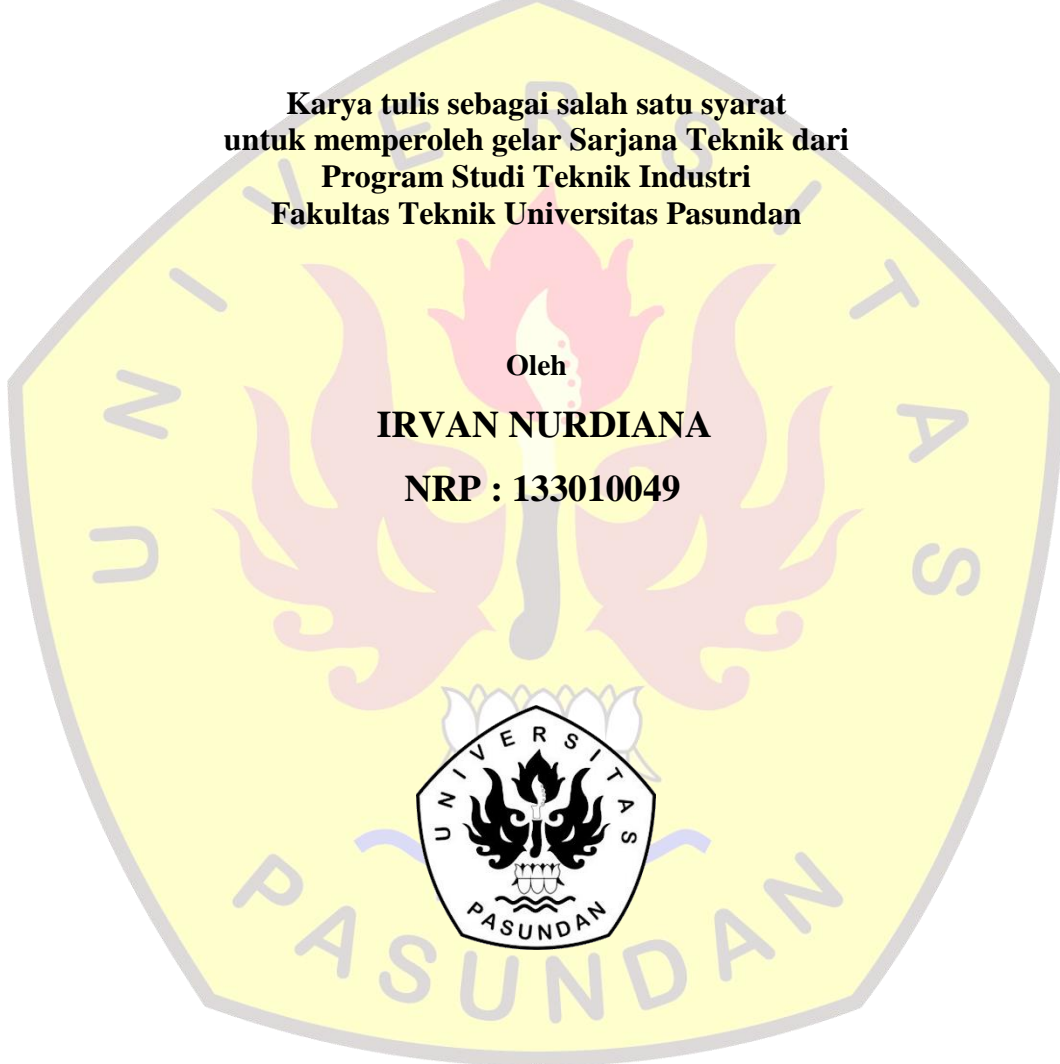 Karya tulis sebagai salah satu syarat
untuk memperoleh gelar Sarjana Teknik dari
Program Studi Teknik Industri
Fakultas Teknik Universitas Pasundan
Oleh
IRVAN NURDIANA
NRP : 133010049
UNIVERSITAS
PASUNDAN
UNIVERSITAS
PASUNDAN